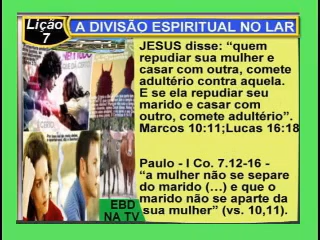 Lição 7
A DIVISÃO ESPIRITUAL NO LAR
JESUS disse: “quem
repudiar sua mulher e
casar com outra, comete
adultério contra aquela.
E se ela repudiar seu
marido e casar com
outro, comete adultério”.
Marcos 10:11;Lucas 16:18
Paulo - I Co. 7.12-16 -
“a mulher não se separe
do marido (...) e que o
marido não se aparte da
sua mulher” (vs. 10,11).
EBD
NA TV